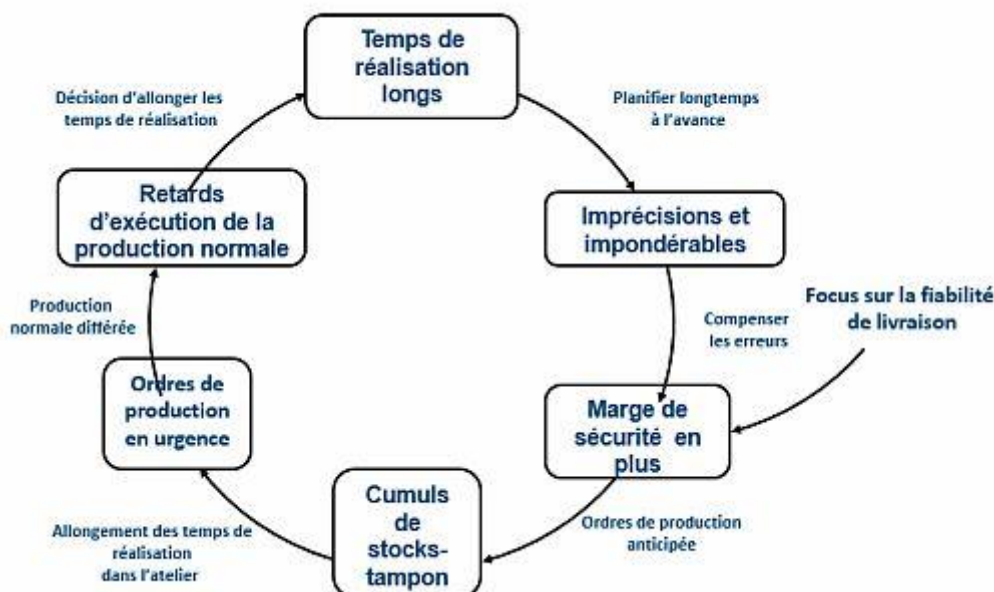 Temps de
réalisation
longs
Décision d'allonger les
temps de réalisation
Planifier longtemps
à l'avance
Retards
d'exécution de la
production normale
Imprécisions et
impondérables
Production
normale différée
Compenser
les erreurs
Focus sur la fiabilité
de livraison
Ordres de
production
en urgence
Marge de
sécurité en
plus
Cumuls
de
stocks-
tampon
Allongement des temps de
réalisation
dans l'atelier
Ordres de production
anticipée